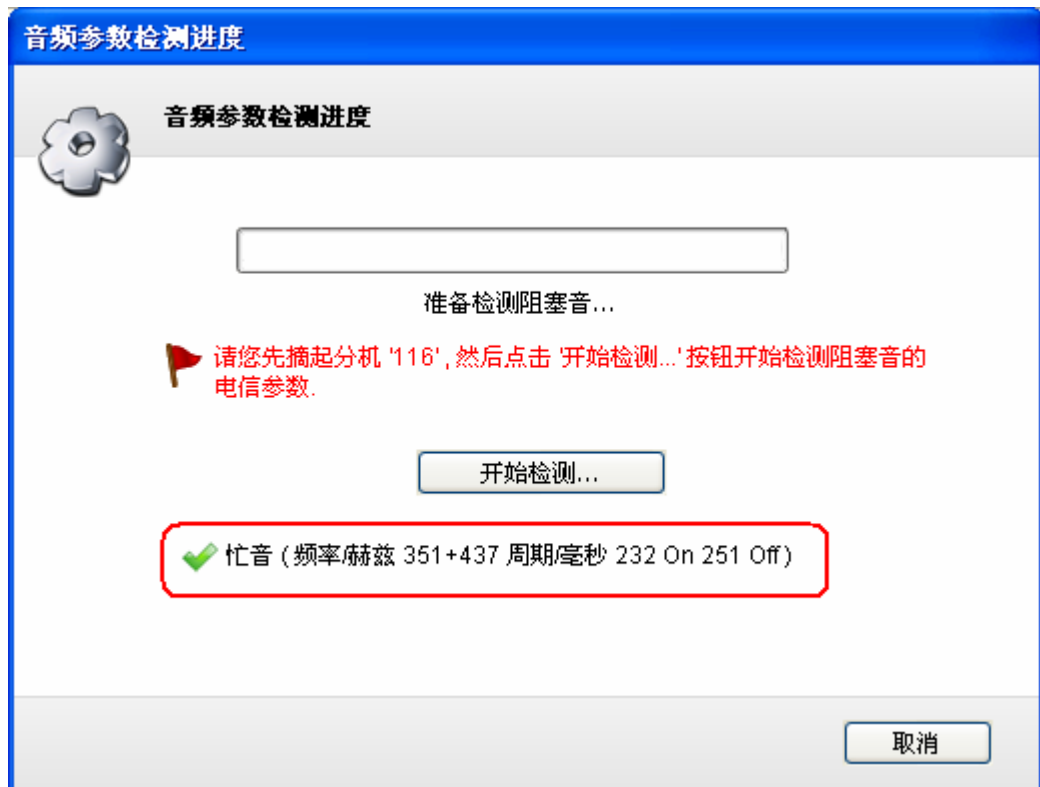 音频参数检测进度
音频参数检测进度
准备检测阻塞音...
请您先摘起分机 '116', 然后点击 '开始检测...' 按钮开始检测阻塞音的
电信参数.
开始检测...
忙音 (频率/赫兹 351+437 周期/毫秒 232 On 251 Off)
取消